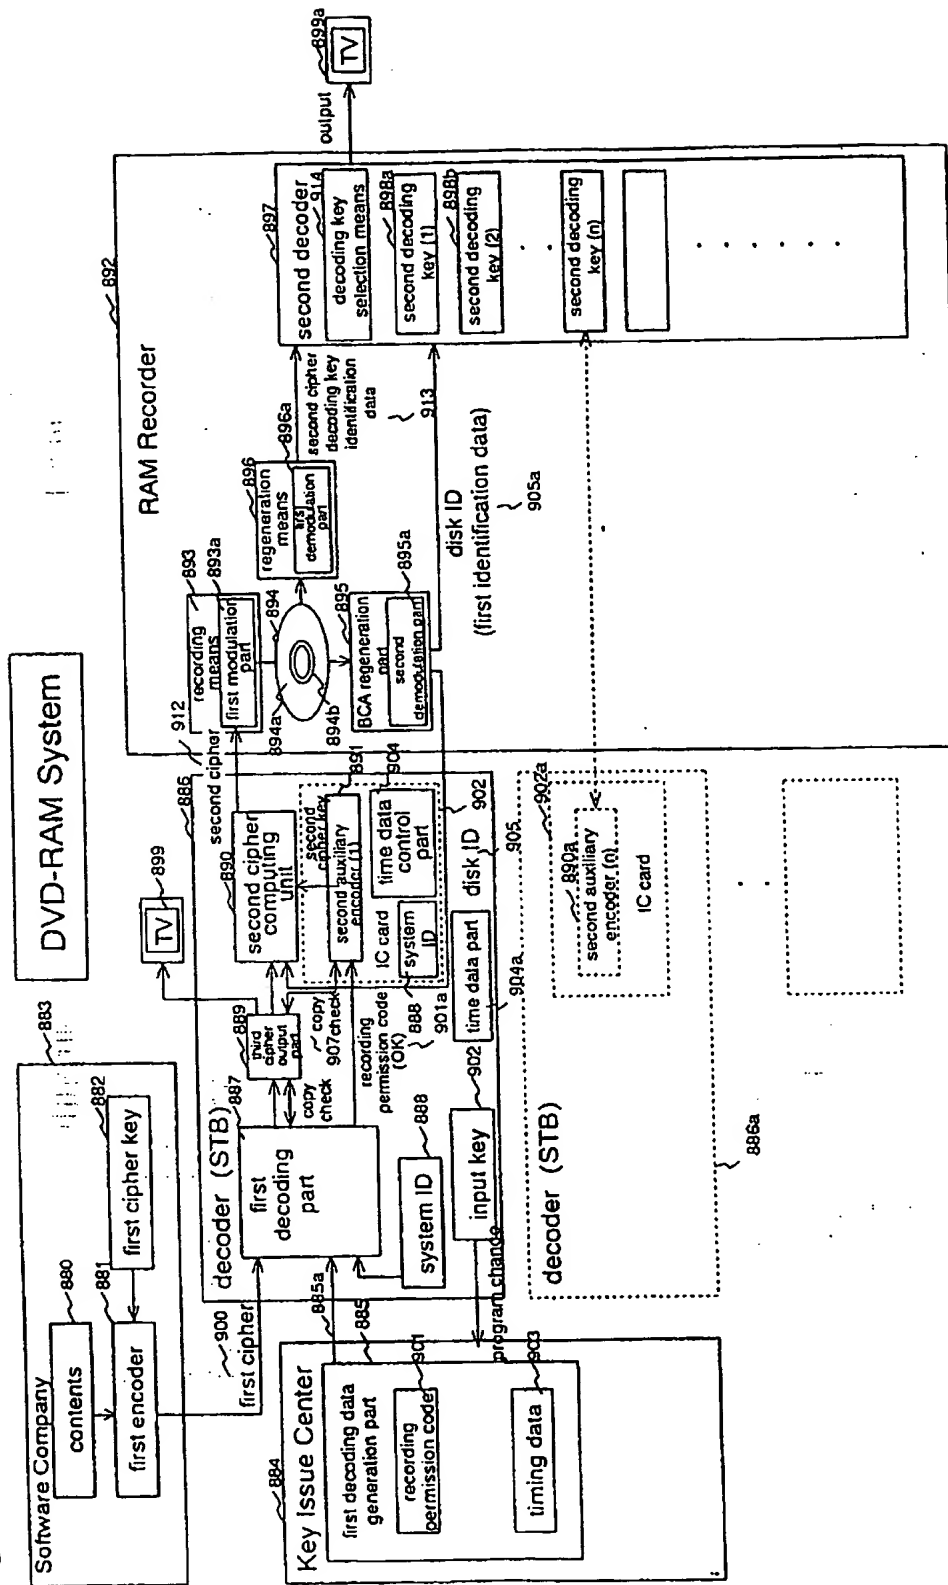 DVD-RAM System
Software Company
883
contents
880
first cipher key
882
first encoder
881
900
first cipher
Key Issue Center
884
first decoding data
generation part
885
885a
recording
permission code
901
timing data
903
program change
decoder (STB)
886
first
decoding
part
887
system ID
888
input key
902
third
cipher
output
part
889
copy
check
copy
907check
recording
permission code
(OK)
901a
TV
899
second cipher
computing
unit
890
second cipher
912
second cipher key
second auxiliary
encoder (1)
891
IC card
system
ID
888
time data
control
part
904
902
time data part
904a
disk ID
905
decoder (STB)
886a
second auxiliary
encoder (n)
890a
IC card
902a
RAM Recorder
892
recording
means
893
first modulation
part
893a
894
894a
894b
regeneration
means
896
demodulation
part
896a
BCA regeneration
part
895
second
demodulation part
895a
second cipher
decoding key
identification
data
913
disk ID
(first identification data)
905a
second decoder
897
decoding key
selection means
914
second decoding
key (1)
898a
second decoding
key (2)
898b
second decoding
key (n)
output
TV
899a